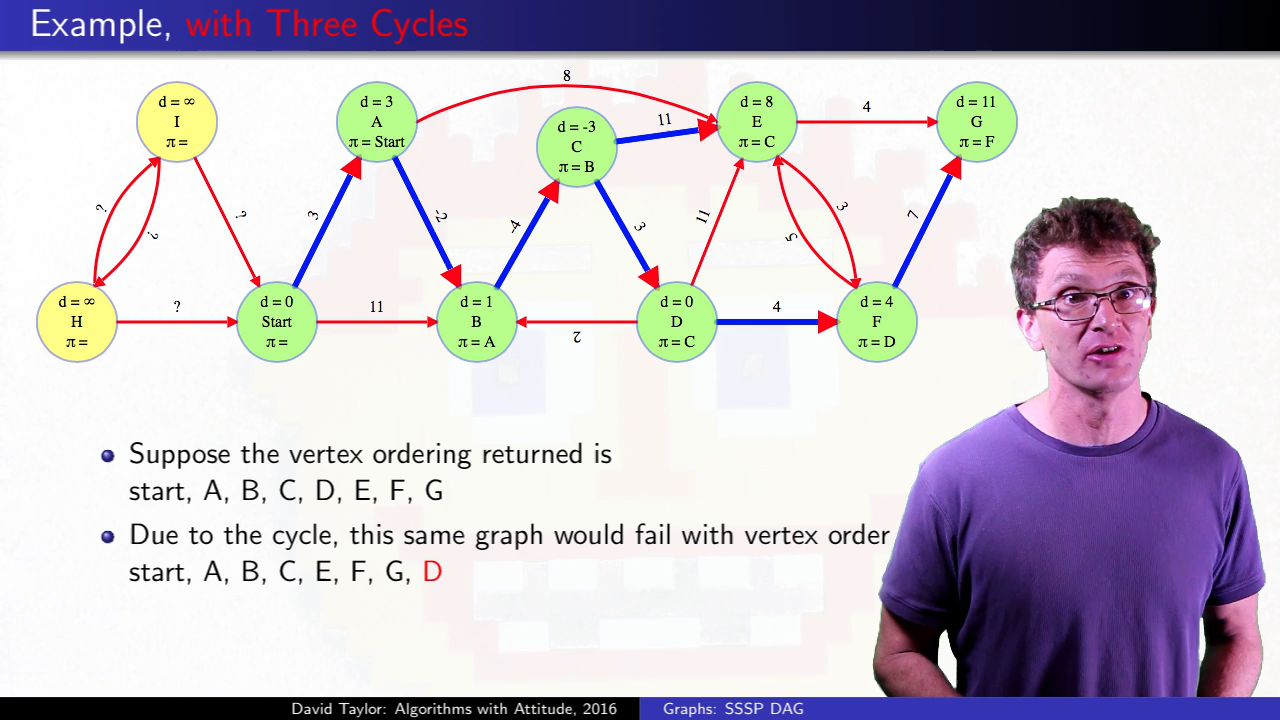 Example, with Three Cycles
8
d = ∞
I
π =
d = 3
A
π = Start
d = -3
C
π = B
11
d = 8
E
π = C
4
d = 11
G
π = F
?
?
?
3
-2
-4
3
11
3
5
7
d = ∞
H
π =
?
d = 0
Start
π =
11
d = 1
B
π = A
2
d = 0
D
π = C
4
d = 4
F
π = D
Suppose the vertex ordering returned is
start, A, B, C, D, E, F, G
Due to the cycle, this same graph would fail with vertex order
start, A, B, C, E, F, G, D
David Taylor: Algorithms with Attitude, 2016
Graphs: SSSP DAG